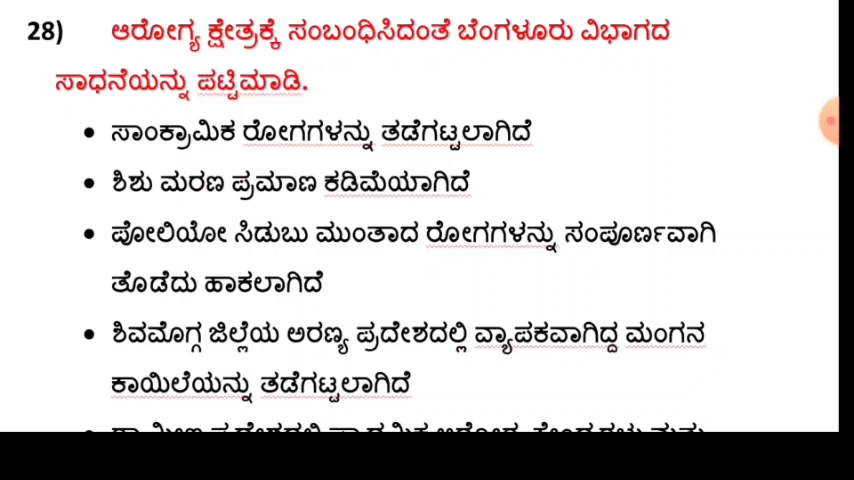 28) ಆರೋಗ್ಯ ಕ್ಷೇತ್ರಕ್ಕೆ ಸಂಬಂಧಿಸಿದಂತೆ ಬೆಂಗಳೂರು ವಿಭಾಗದ
ಸಾಧನೆಯನ್ನು ಪಟ್ಟಿಮಾಡಿ.
• ಸಾಂಕ್ರಾಮಿಕ ರೋಗಗಳನ್ನು ತಡೆಗಟ್ಟಲಾಗಿದೆ
• ಶಿಶು ಮರಣ ಪ್ರಮಾಣ ಕಡಿಮೆಯಾಗಿದೆ
• ಪೋಲಿಯೋ ಸಿಡುಬು ಮುಂತಾದ ರೋಗಗಳನ್ನು ಸಂಪೂರ್ಣವಾಗಿ
ತೊಡೆದು ಹಾಕಲಾಗಿದೆ
• ಶಿವಮೊಗ್ಗ ಜಿಲ್ಲೆಯ ಅರಣ್ಯ ಪ್ರದೇಶದಲ್ಲಿ ವ್ಯಾಪಕವಾಗಿದ್ದ ಮಂಗನ
ಕಾಯಿಲೆಯನ್ನು ತಡೆಗಟ್ಟಲಾಗಿದೆ